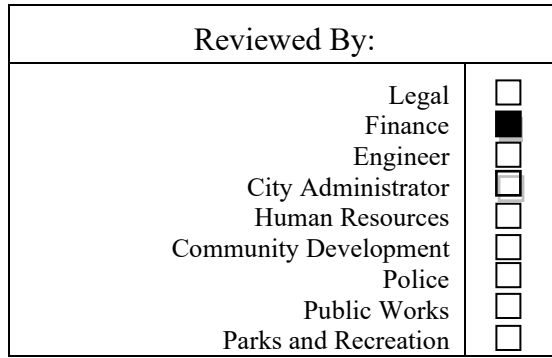 Reviewed By:
Legal
Finance
Engineer
City Administrator
Human Resources
Community Development
Police
Public Works
Parks and Recreation